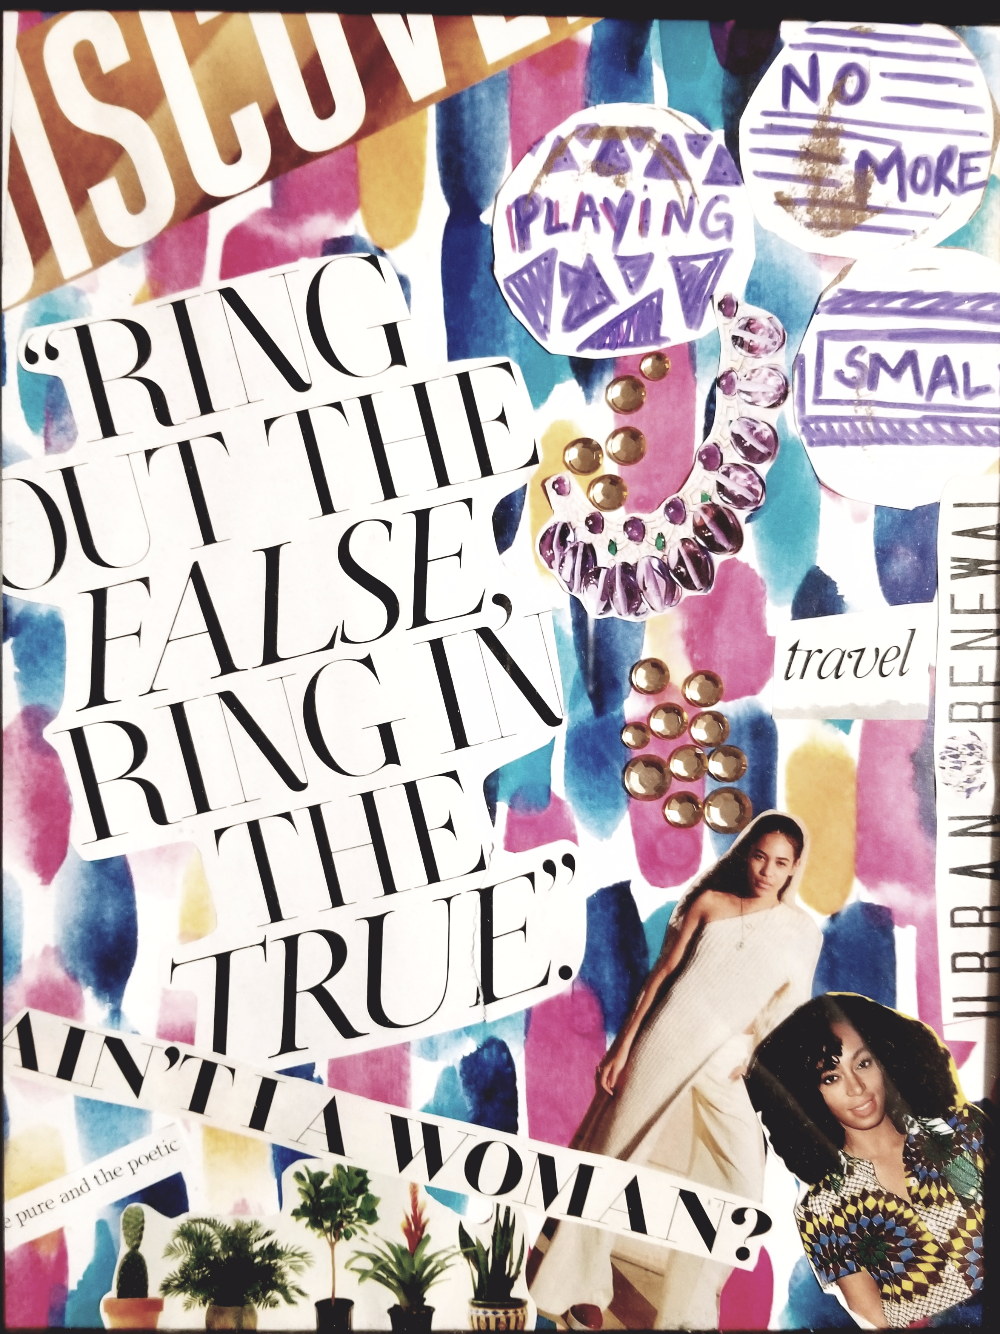 DISCOVE
NO
MORE
PLAYING
SMAL
"RING
OUT THE
FALSE,
RING IN
THE
TRUE."
travel
URBAN RENEWAL
AIN'T I A WOMAN?
e pure and the poetic